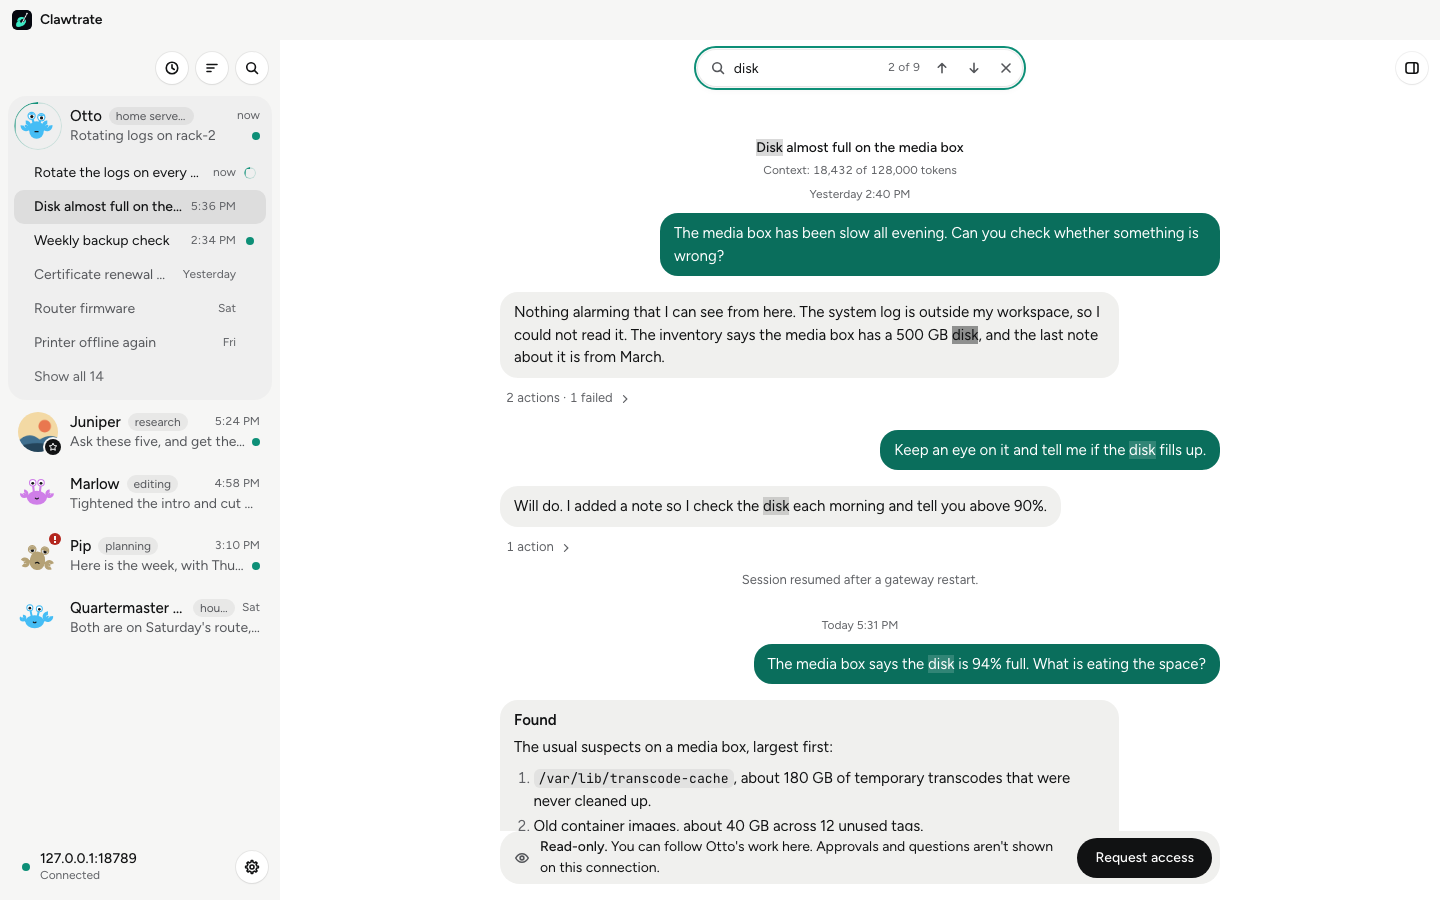 Clawtrate
Otto home serve... now
Rotating logs on rack-2
Rotate the logs on every ... now
Disk almost full on the... 5:36 PM
Weekly backup check 2:34 PM
Certificate renewal ... Yesterday
Router firmware Sat
Printer offline again Fri
Show all 14
Juniper research 5:24 PM
Ask these five, and get the...
Marlow editing 4:58 PM
Tightened the intro and cut ...
Pip planning 3:10 PM
Here is the week, with Thu...
Quartermaster ... hou... Sat
Both are on Saturday's route,...
127.0.0.1:18789
Connected
disk 2 of 9
Disk almost full on the media box
Context: 18,432 of 128,000 tokens
Yesterday 2:40 PM
The media box has been slow all evening. Can you check whether something is
wrong?
Nothing alarming that I can see from here. The system log is outside my workspace, so I
could not read it. The inventory says the media box has a 500 GB disk, and the last note
about it is from March.
2 actions · 1 failed
Keep an eye on it and tell me if the disk fills up.
Will do. I added a note so I check the disk each morning and tell you above 90%.
1 action
Session resumed after a gateway restart.
Today 5:31 PM
The media box says the disk is 94% full. What is eating the space?
Found
The usual suspects on a media box, largest first:
1. /var/lib/transcode-cache, about 180 GB of temporary transcodes that were
never cleaned up.
2. Old container images, about 40 GB across 12 unused tags.
Read-only. You can follow Otto's work here. Approvals and questions aren't shown
on this connection.
Request access